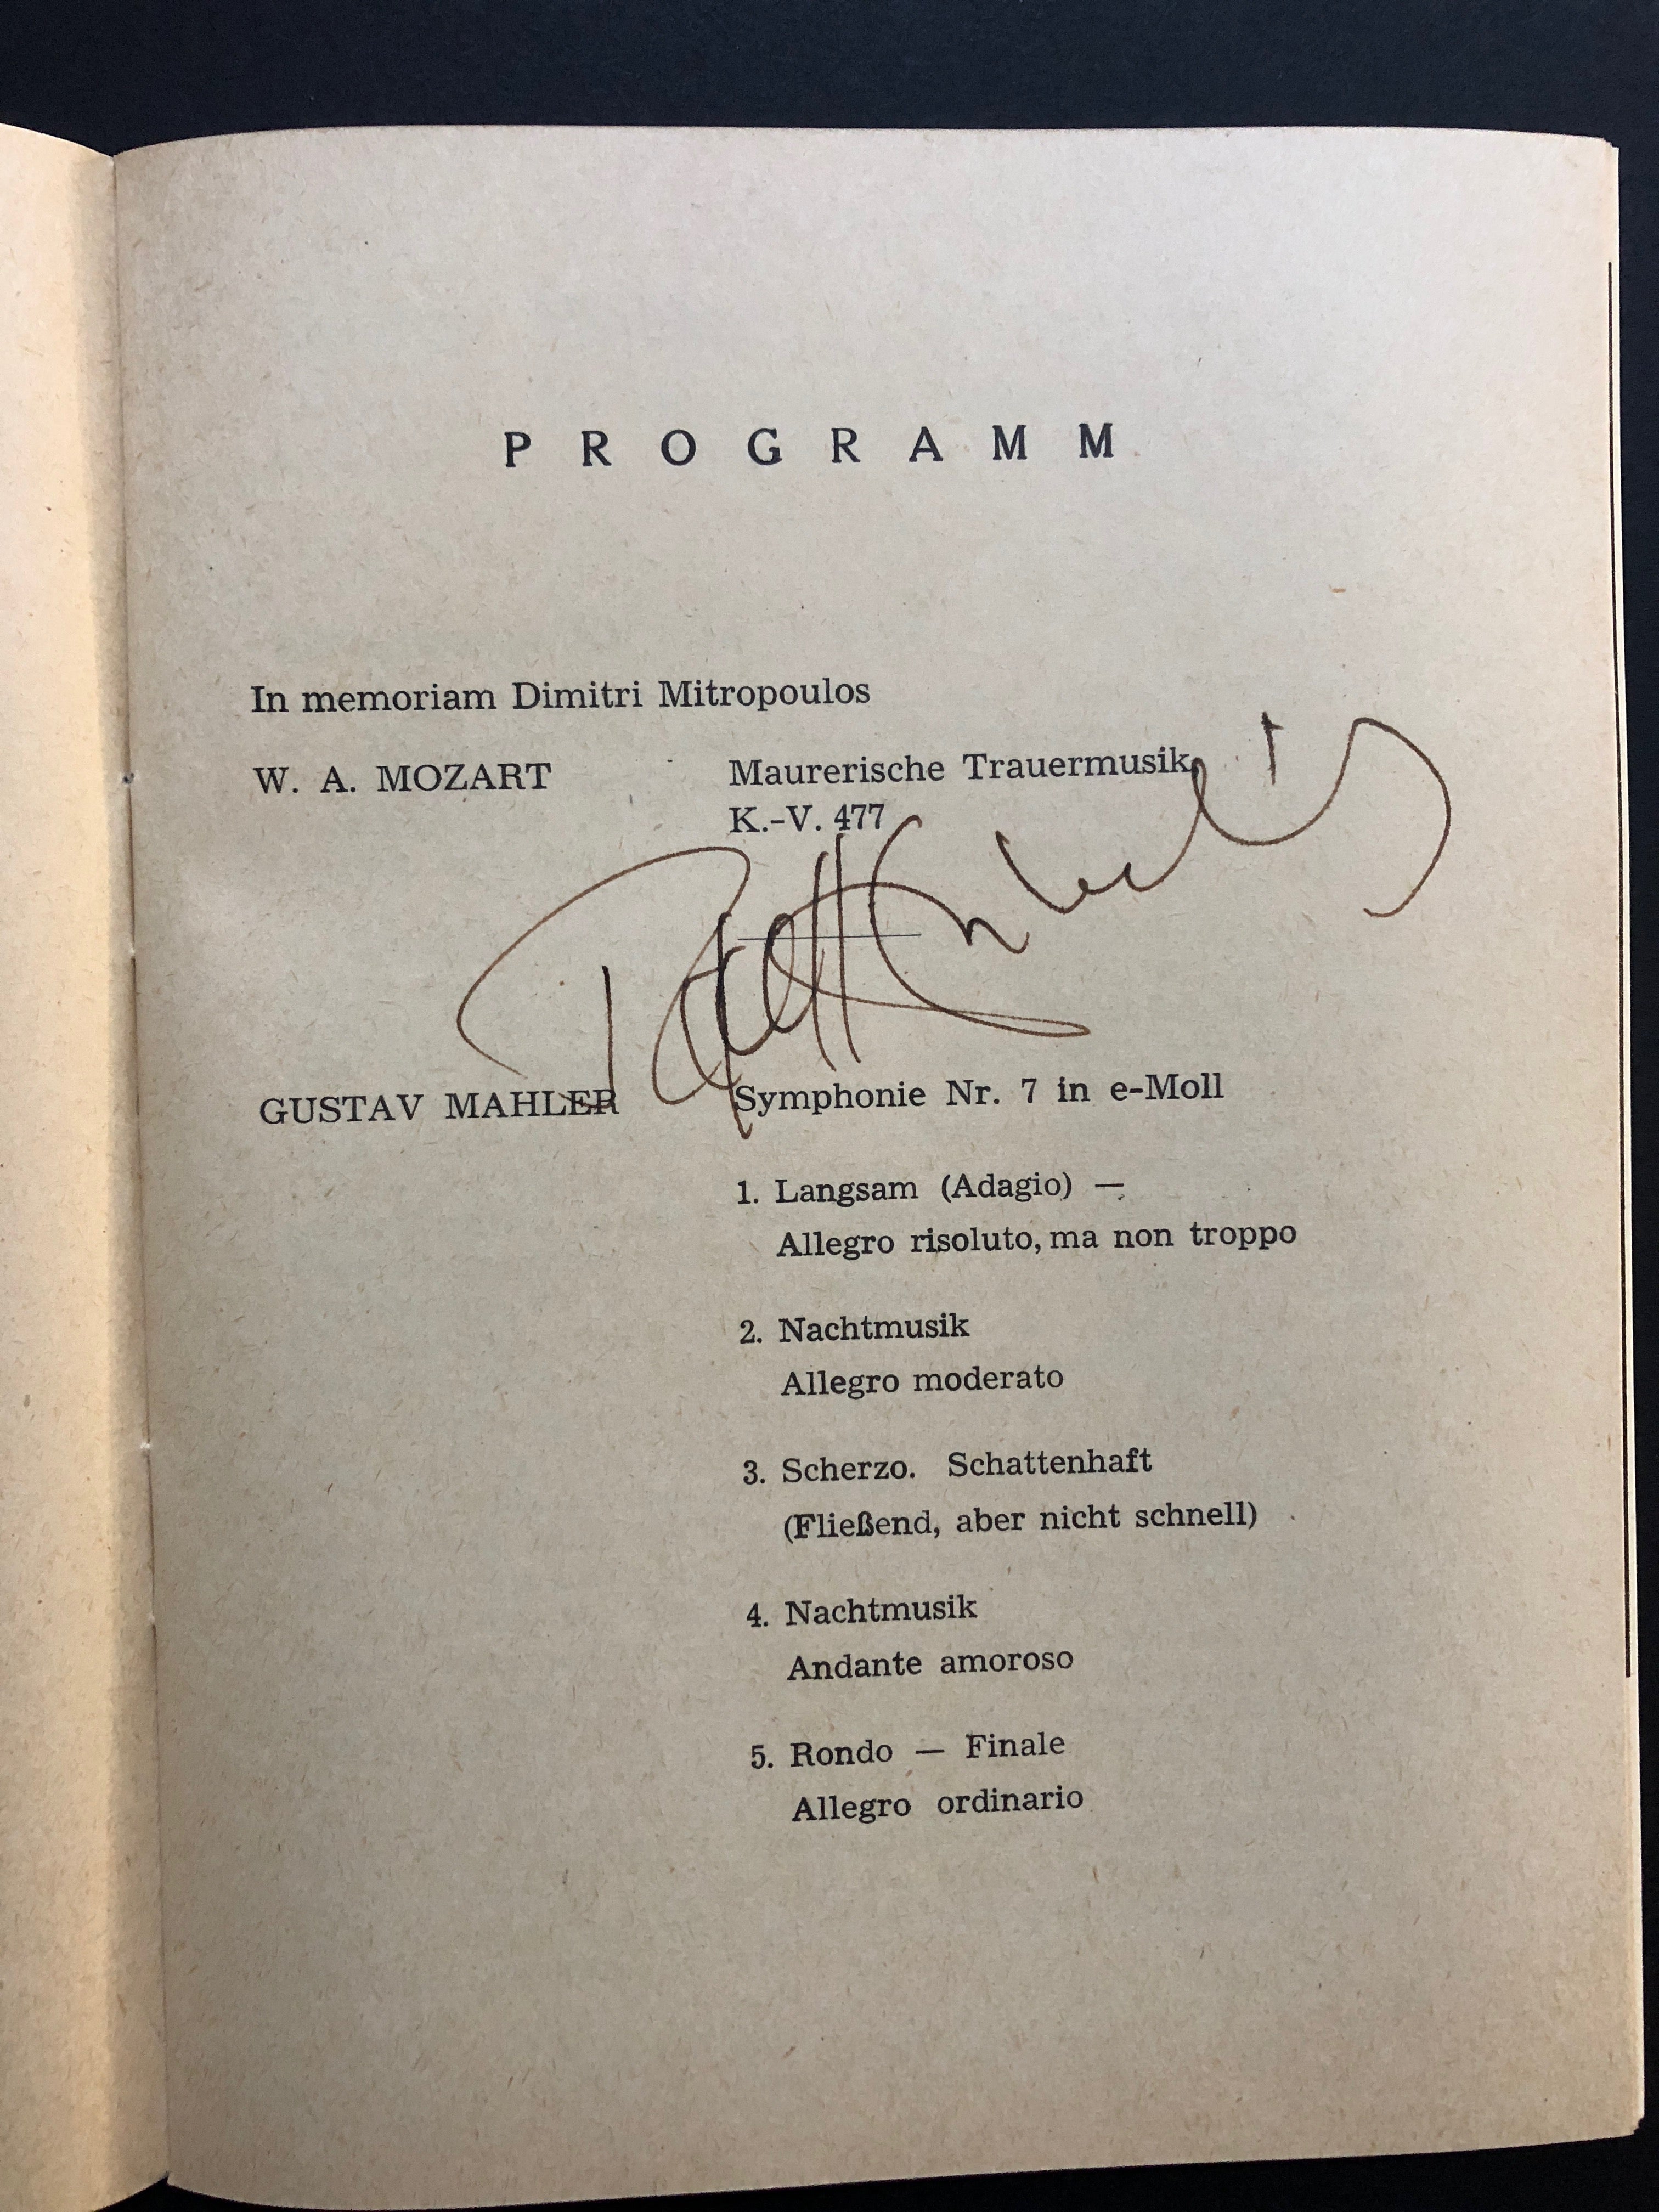 PROGRAMM
In memoriam Dimitri Mitropoulos
W. A. MOZART Maurerische Trauermusik
K.-V. 477
GUSTAV MAHLER Symphonie Nr. 7 in e-Moll
1. Langsam (Adagio) —
Allegro risoluto, ma non troppo
2. Nachtmusik
Allegro moderato
3. Scherzo. Schattenhaft
(Fließend, aber nicht schnell)
4. Nachtmusik
Andante amoroso
5. Rondo — Finale
Allegro ordinario